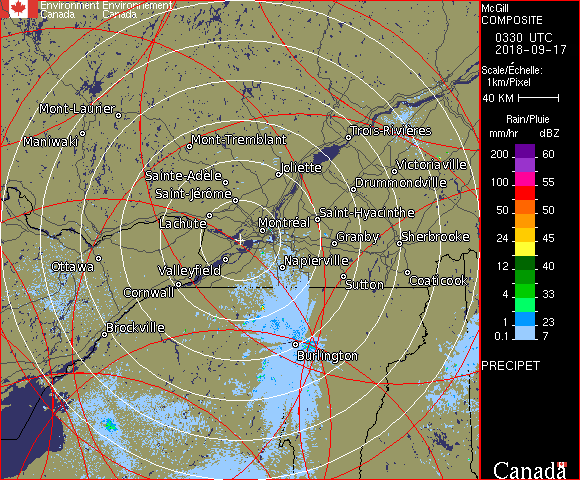 Environment Environnement
Canada Canada
McGill
COMPOSITE
0330 UTC
2018-09-17
Scale/Échelle:
1km/Pixel
40 KM
Rain/Pluie
mm/hr dBZ
200 60
100 55
50 50
24 45
12 40
4 33
1 23
0.1 7
PRECIPET
Canada
Mont-Laurier
Maniwaki
Mont-Tremblant
Trois-Rivières
Joliette
Victoriaville
Sainte-Adèle
Drummondville
Saint-Jérôme
Lachute
Saint-Hyacinthe
Montréal
Granby
Sherbrooke
Ottawa
Valleyfield
Napierville
Cornwall
Sutton
Coaticook
Brockville
Burlington